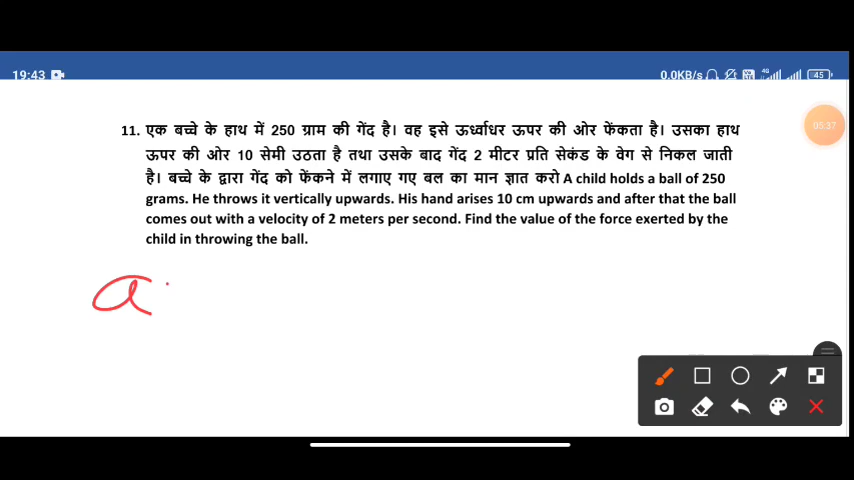 19:43
0.0KB/s 4G 45
05:37
11. एक बच्चे के हाथ में 250 ग्राम की गेंद है। वह इसे ऊर्ध्वाधर ऊपर की ओर फेंकता है। उसका हाथ
ऊपर की ओर 10 सेमी उठता है तथा उसके बाद गेंद 2 मीटर प्रति सेकंड के वेग से निकल जाती
है। बच्चे के द्वारा गेंद को फेंकने में लगाए गए बल का मान ज्ञात करो A child holds a ball of 250
grams. He throws it vertically upwards. His hand arises 10 cm upwards and after that the ball
comes out with a velocity of 2 meters per second. Find the value of the force exerted by the
child in throwing the ball.
a